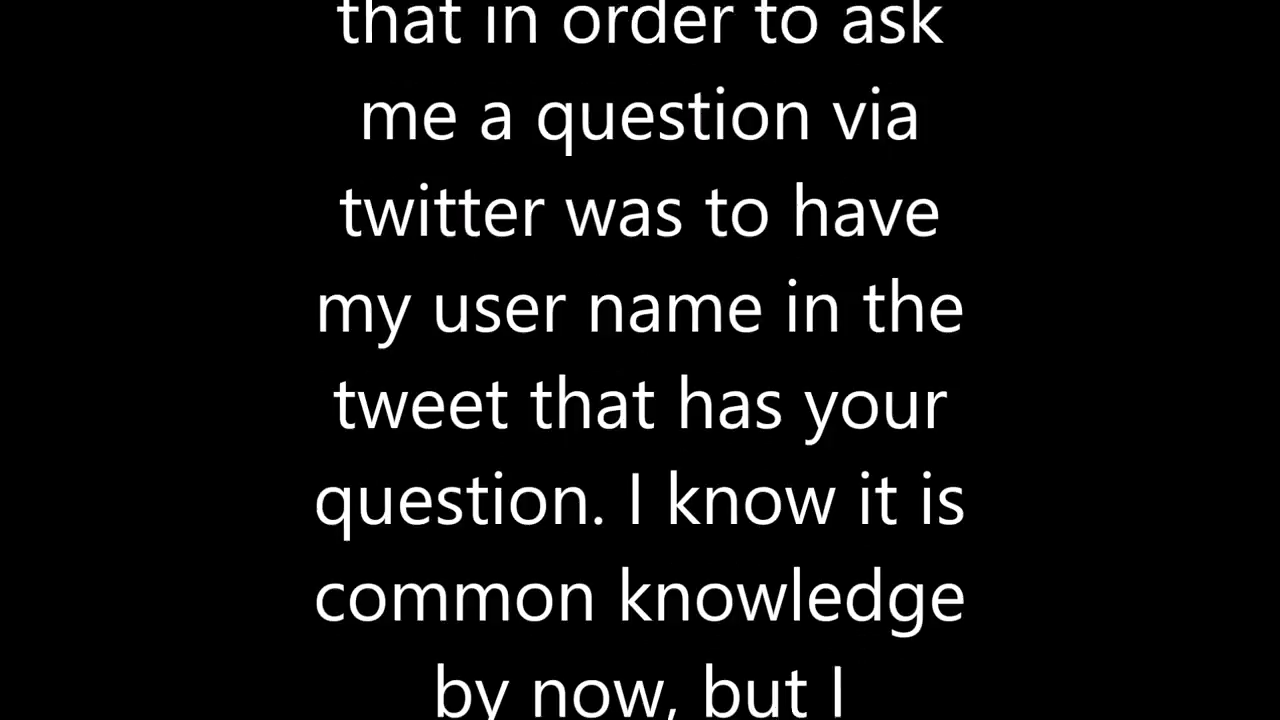 that in order to ask
me a question via
twitter was to have
my user name in the
tweet that has your
question. I know it is
common knowledge
by now, but I